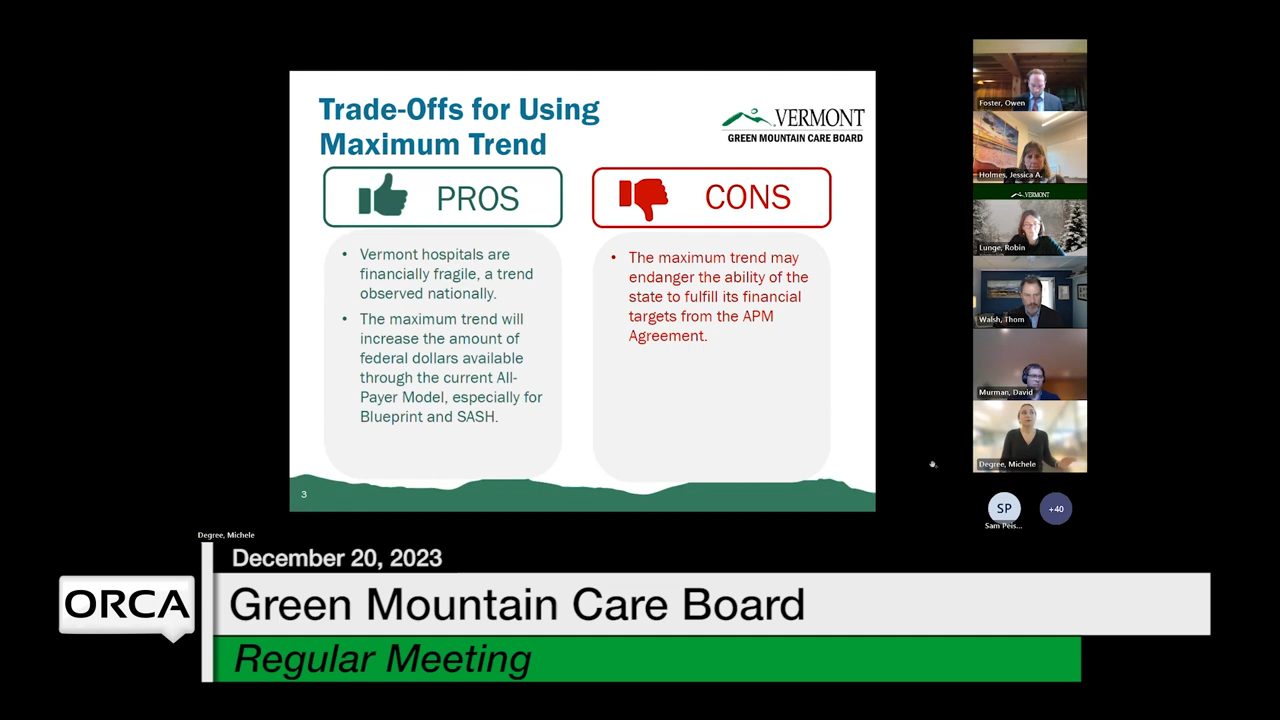 Trade-Offs for Using
Maximum Trend
VERMONT
GREEN MOUNTAIN CARE BOARD
PROS
CONS
• Vermont hospitals are
financially fragile, a trend
observed nationally.
• The maximum trend will
increase the amount of
federal dollars available
through the current All-
Payer Model, especially for
Blueprint and SASH.
• The maximum trend may
endanger the ability of the
state to fulfill its financial
targets from the APM
Agreement.
3
Foster, Owen
Holmes, Jessica A.
VERMONT
Lunge, Robin
Walsh, Thom
Murman, David
Degree, Michele
SP
+40
Sam Peis...
Degree, Michele
December 20, 2023
ORCA
Green Mountain Care Board
Regular Meeting